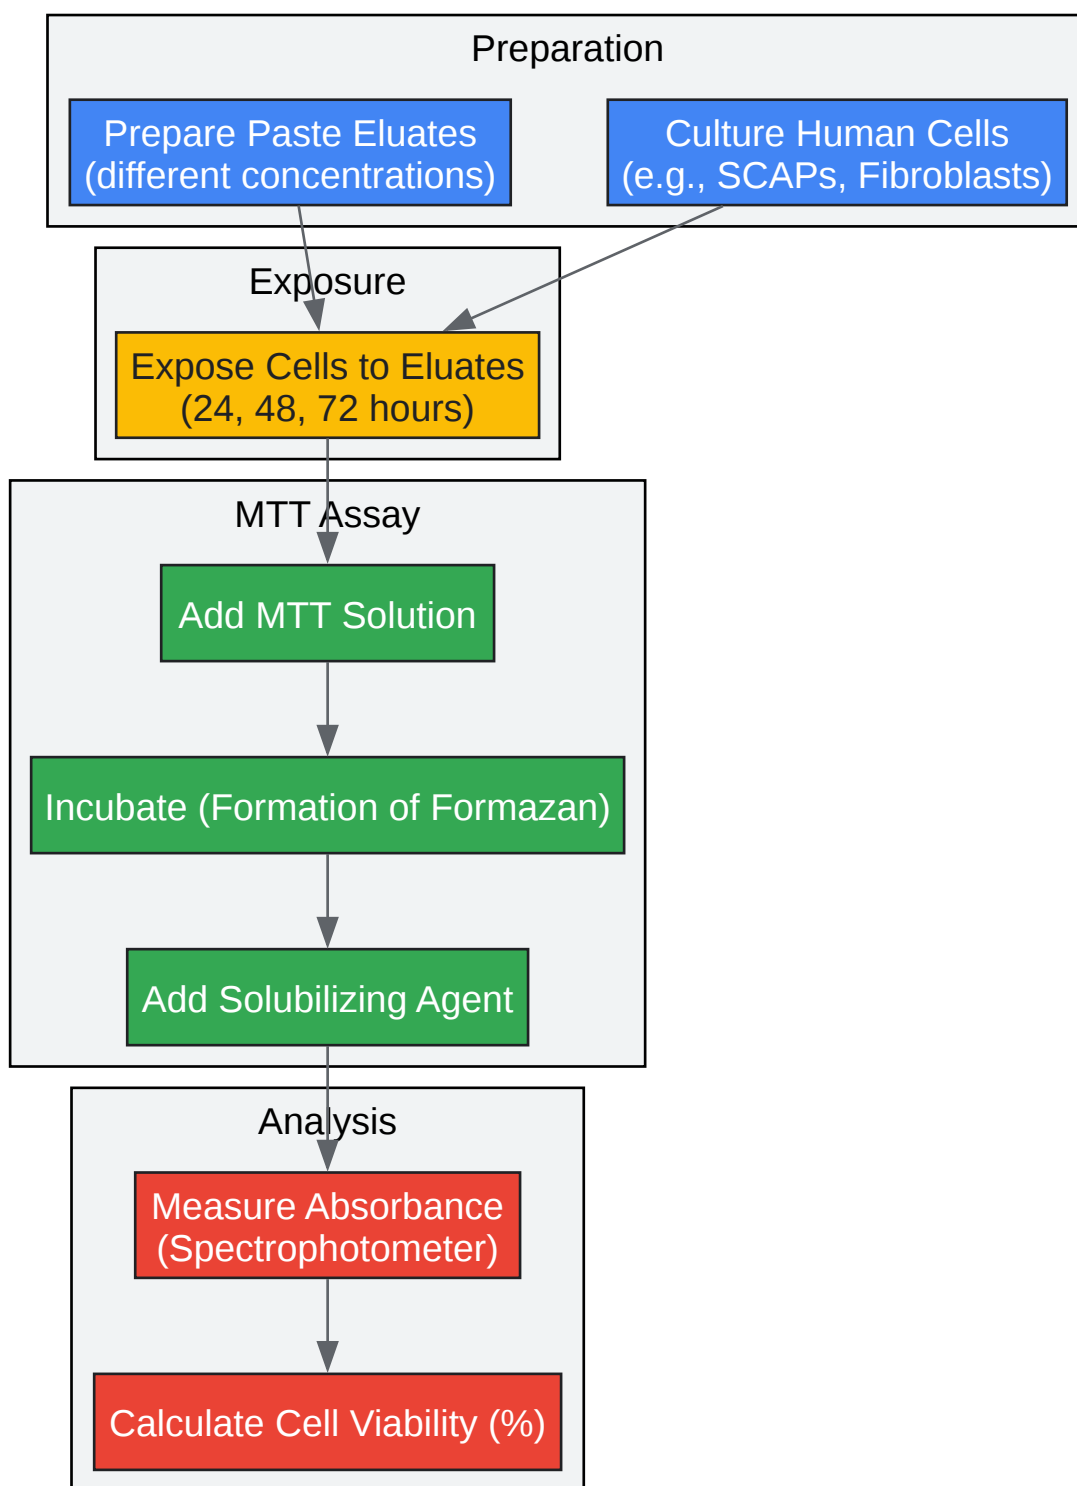 Preparation
Prepare Paste Eluates
(different concentrations)
Culture Human Cells
(e.g., SCAPs, Fibroblasts)
Exposure
Expose Cells to Eluates
(24, 48, 72 hours)
MTT Assay
Add MTT Solution
Incubate (Formation of Formazan)
Add Solubilizing Agent
Analysis
Measure Absorbance
(Spectrophotometer)
Calculate Cell Viability (%)